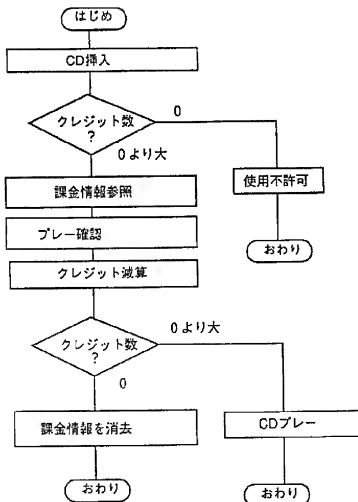 はじめ
CD挿入
クレジット数
?
0
0より大
課金情報参照
使用不許可
プレー確認
おわり
クレジット減算
0より大
クレジット数
?
0
課金情報を消去
CDプレー
おわり
おわり